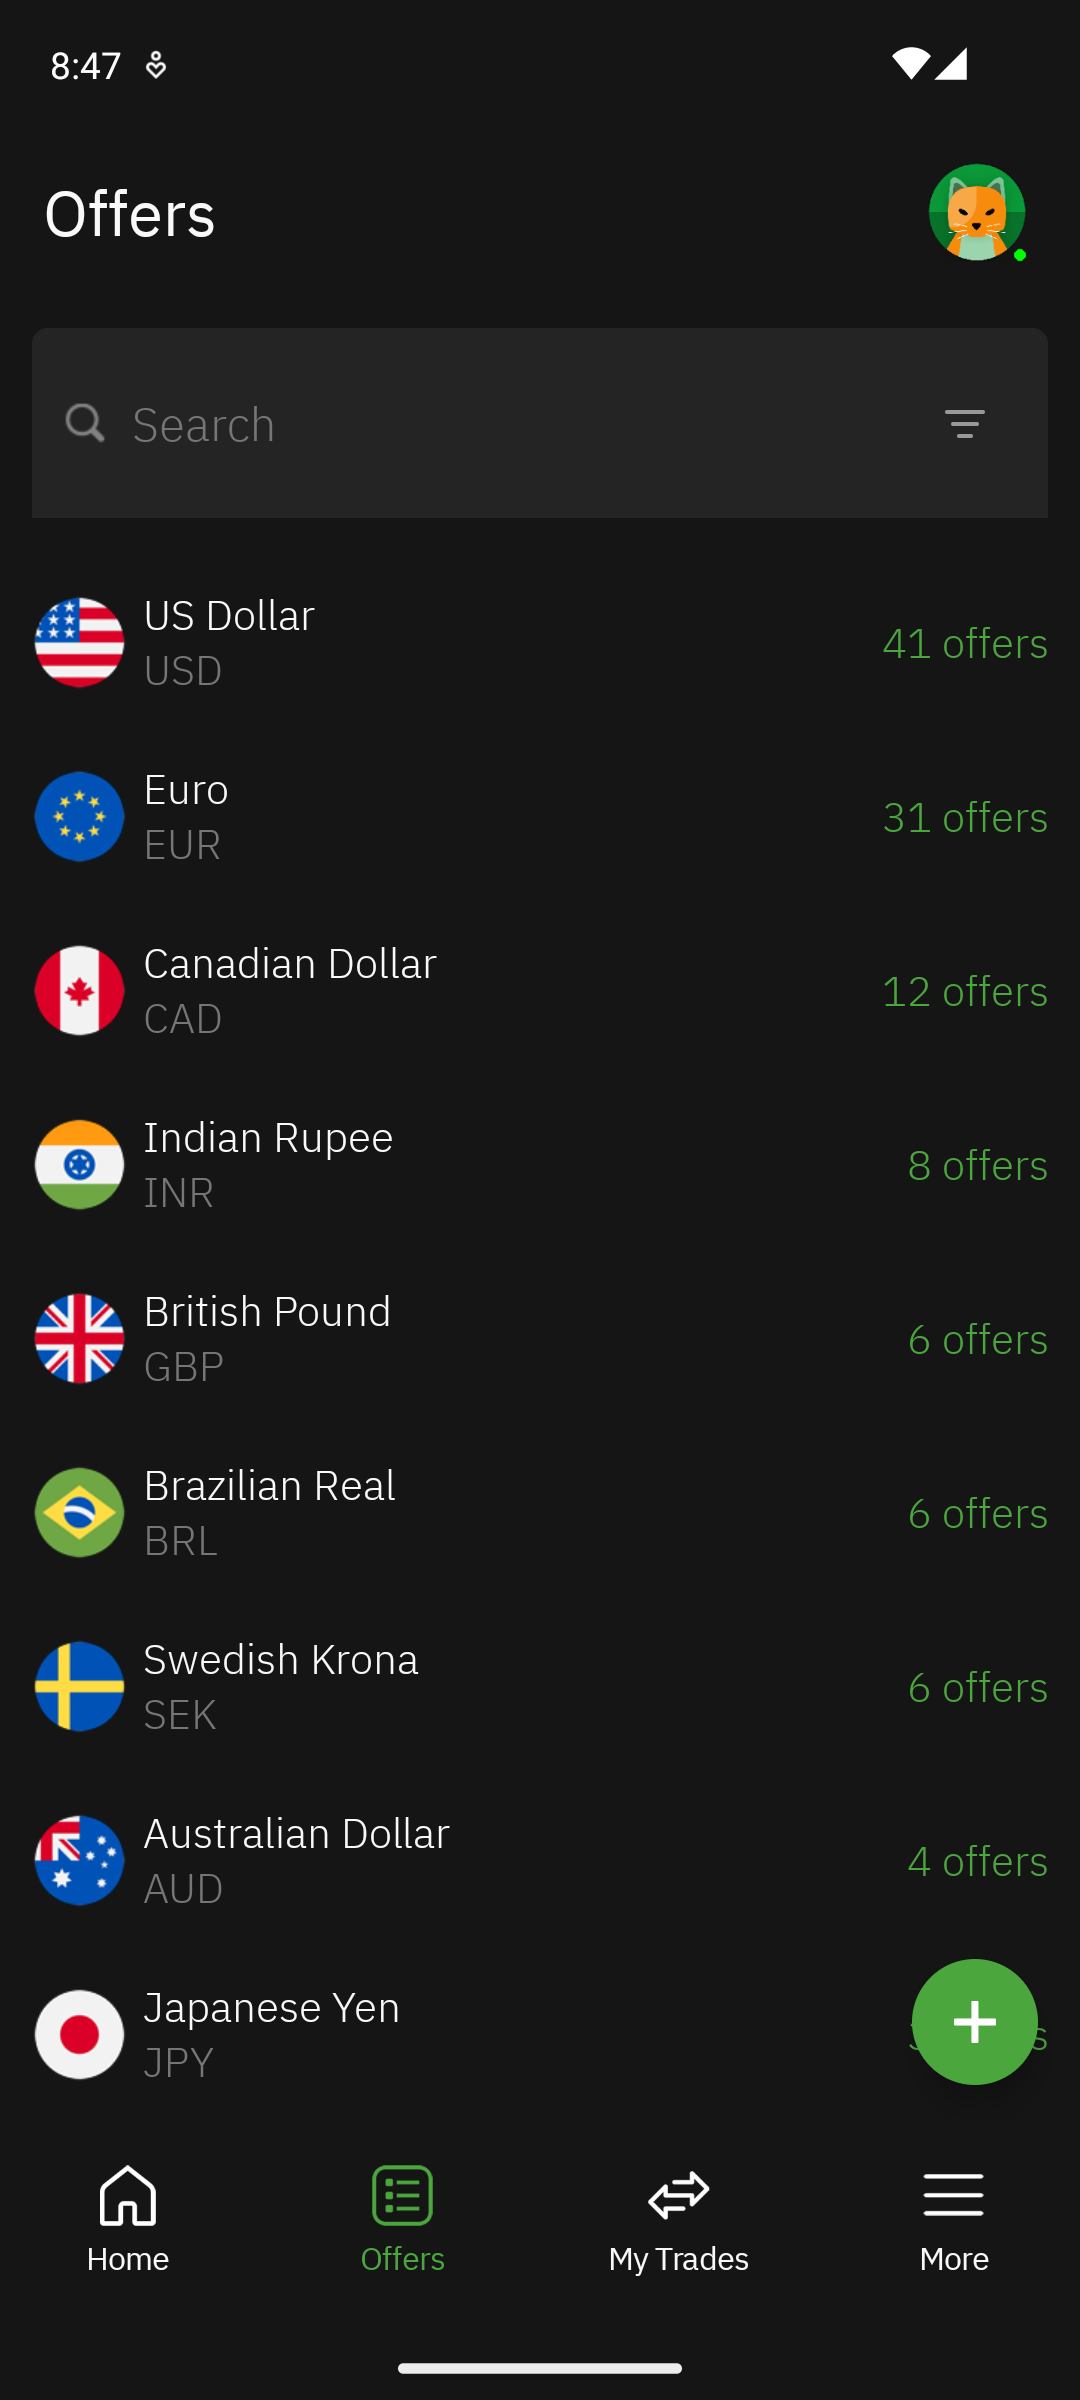 8:47
Offers
Search
US Dollar
USD
41 offers
Euro
EUR
31 offers
Canadian Dollar
CAD
12 offers
Indian Rupee
INR
8 offers
British Pound
GBP
6 offers
Brazilian Real
BRL
6 offers
Swedish Krona
SEK
6 offers
Australian Dollar
AUD
4 offers
Japanese Yen
JPY
Home
Offers
My Trades
More